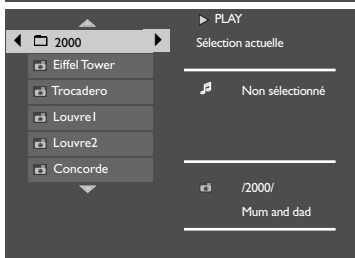 2000
Eiffel Tower
Trocadero
Louvre1
Louvre2
Concorde
PLAY
Sélection actuelle
Non sélectionné
/2000/
Mum and dad